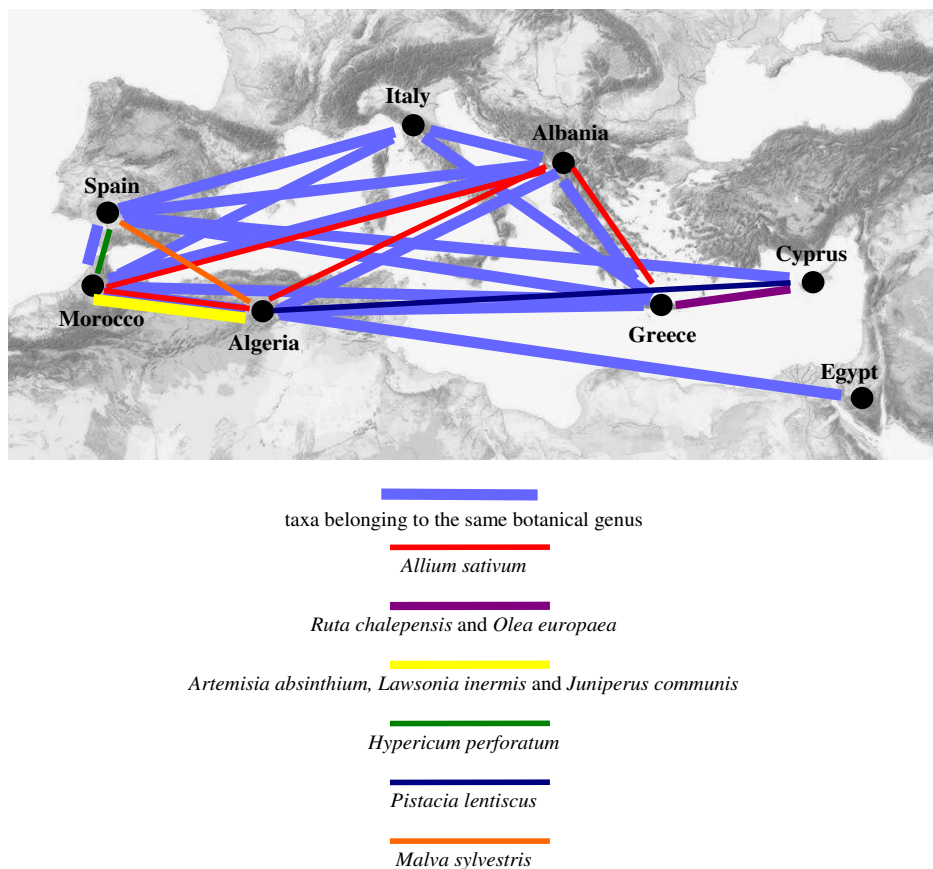 Italy
Albania
Spain
Cyprus
Morocco
Algeria
Greece
Egypt
taxa belonging to the same botanical genus
Allium sativum
Ruta chalepensis and Olea europaea
Artemisia absinthium, Lawsonia inermis and Juniperus communis
Hypericum perforatum
Pistacia lentiscus
Malva sylvestris